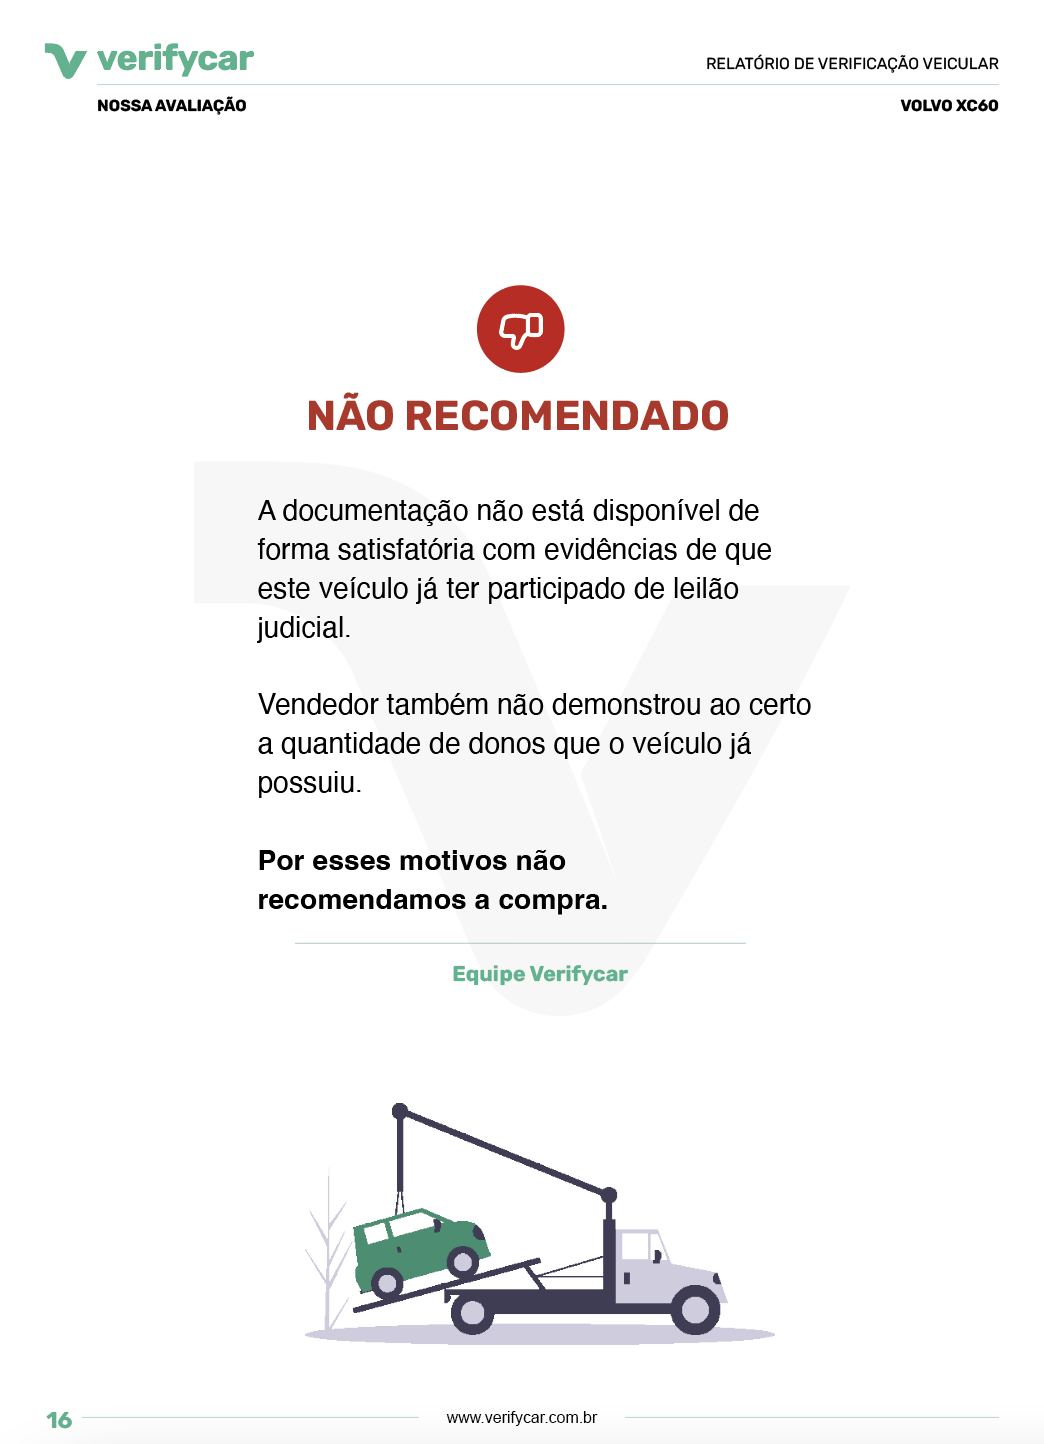 verifycar
RELATÓRIO DE VERIFICAÇÃO VEICULAR
NOSSA AVALIAÇÃO
VOLVO XC60
NÃO RECOMENDADO
A documentação não está disponível de
forma satisfatória com evidências de que
este veículo já ter participado de leilão
judicial.
Vendedor também não demonstrou ao certo
a quantidade de donos que o veículo já
possuiu.
Por esses motivos não
recomendamos a compra.
Equipe Verifycar
16
www.verifycar.com.br